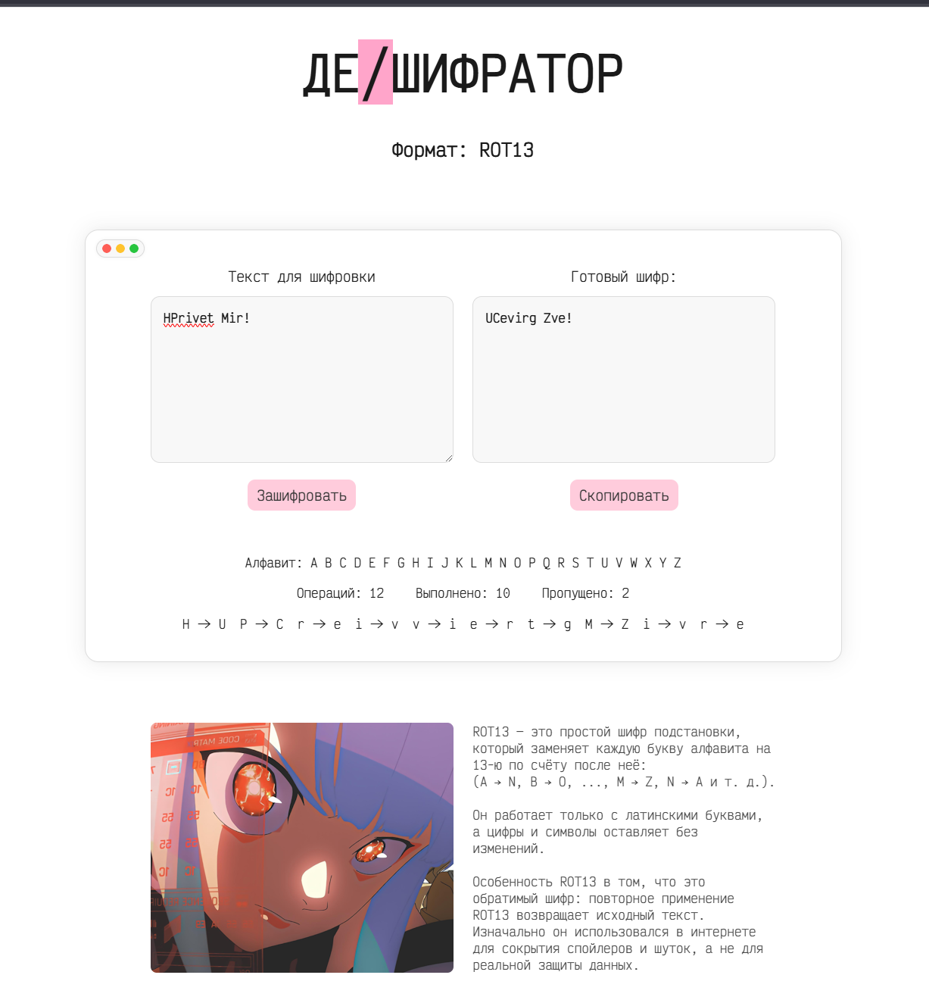 ДЕ/ШИФРАТОР
Формат: ROT13
Текст для шифровки
Готовый шифр:
HPrivet Mir!
UCevirg Zve!
Зашифровать
Скопировать
Алфавит: A B C D E F G H I J K L M N O P Q R S T U V W X Y Z
Операций: 12 Выполнено: 10 Пропущено: 2
H → U P → C r → e i → v v → i e → r t → g M → Z i → v r → e
CODE MATR
ROT13 — это простой шифр подстановки,
который заменяет каждую букву алфавита на
13-ю по счёту после неё:
(A → N, B → O, ..., M → Z, N → A и т. д.).
Он работает только с латинскими буквами,
а цифры и символы оставляет без
изменений.
Особенность ROT13 в том, что это
обратимый шифр: повторное применение
ROT13 возвращает исходный текст.
Изначально он использовался в интернете
для сокрытия спойлеров и шуток, а не для
реальной защиты данных.